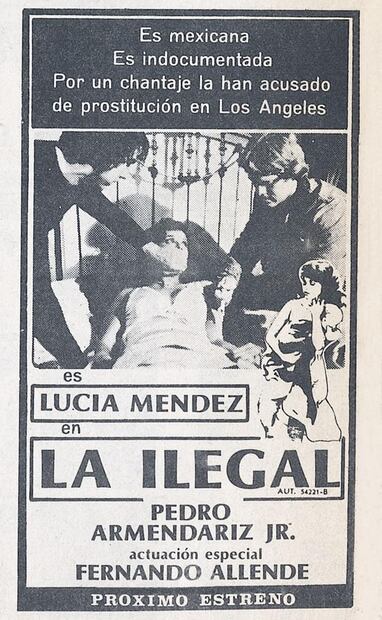 Es mexicana
Es indocumentada
Por un chantaje la han acusado
de prostitución en Los Angeles
es
LUCIA MENDEZ
en
LA ILEGAL
AUT. 54221-B
PEDRO
ARMENDARIZ JR.
actuación especial
FERNANDO ALLENDE
PROXIMO ESTRENO